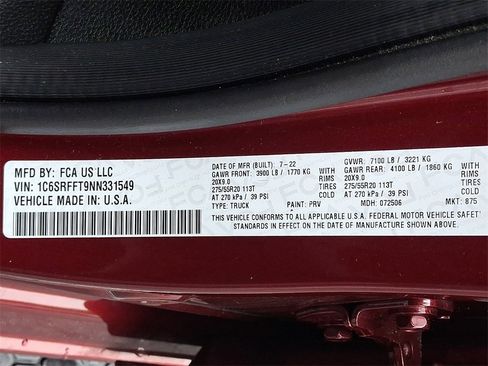 MFD BY: FCA US LLC
VIN: 1C6SRFFT9NN331549
VEHICLE MADE IN: U.S.A.
DATE OF MFR (BUILT): 7-22 GVWR: 7100 LB / 3221 KG
GAWR FRONT: 3900 LB / 1770 KG WITH GAWR REAR: 4100 LB / 1860 KG WITH
20X9.0 RIMS 20X9.0 RIMS
275/55R20 113T TIRES 275/55R20 113T TIRES
AT 270 kPa / 39 PSI COLD AT 270 kPa / 39 PSI COLD
THIS VEHICLE CONFORMS TO ALL APPLICABLE U.S.A. FEDERAL MOTOR VEHICLE SAFETY
STANDARDS IN EFFECT ON THE DATE OF MANUFACTURE SHOWN ABOVE.
TYPE: TRUCK PAINT: PRV MDH: 072506 MKT: 875